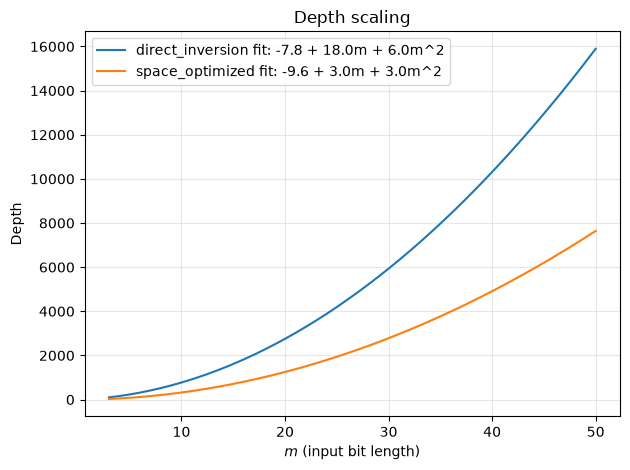 Depth scaling
direct_inversion fit: -7.8 + 18.0m + 6.0m^2
space_optimized fit: -9.6 + 3.0m + 3.0m^2
16000
14000
12000
10000
8000
6000
4000
2000
0
Depth
10 20 30 40 50
m (input bit length)